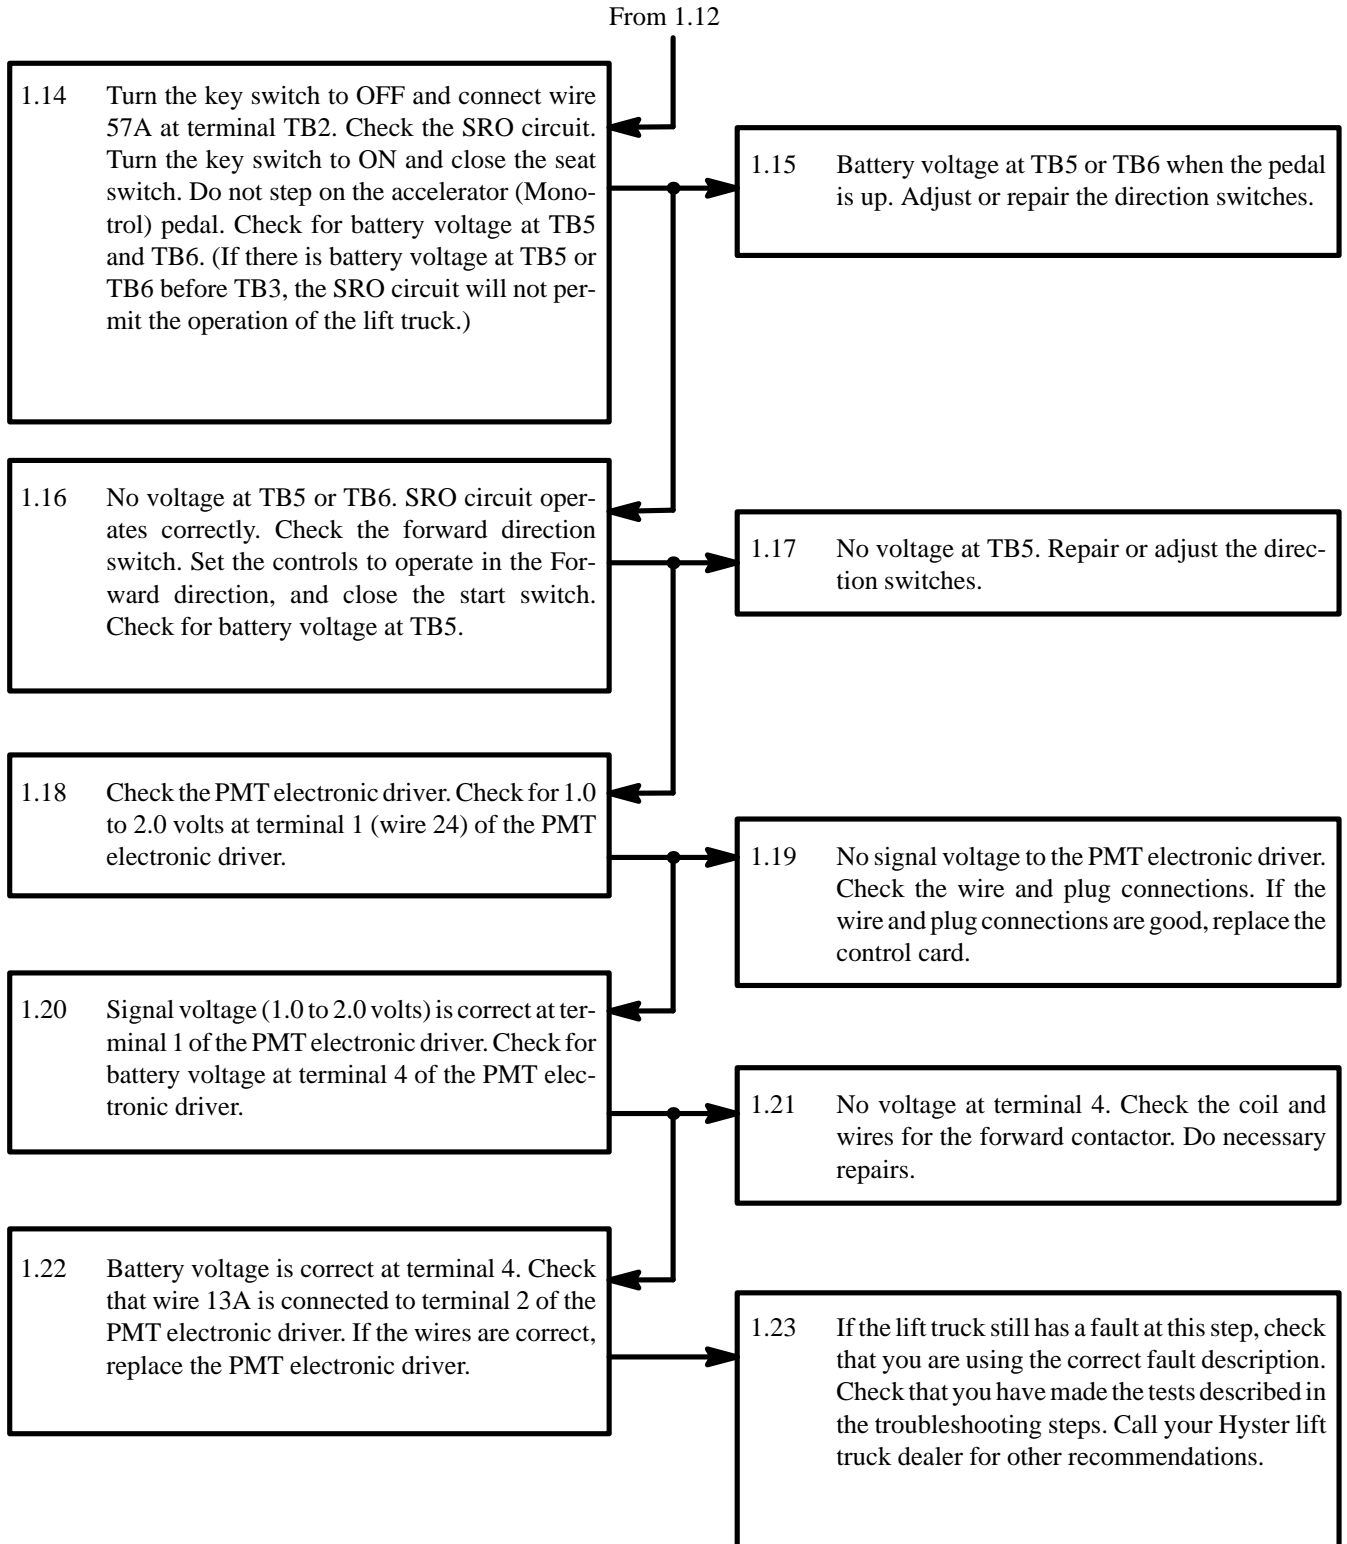 From 1.12
1.14 Turn the key switch to OFF and connect wire
57A at terminal TB2. Check the SRO circuit.
Turn the key switch to ON and close the seat
switch. Do not step on the accelerator (Mono-
trol) pedal. Check for battery voltage at TB5
and TB6. (If there is battery voltage at TB5 or
TB6 before TB3, the SRO circuit will not per-
mit the operation of the lift truck.)
1.15 Battery voltage at TB5 or TB6 when the pedal
is up. Adjust or repair the direction switches.
1.16 No voltage at TB5 or TB6. SRO circuit oper-
ates correctly. Check the forward direction
switch. Set the controls to operate in the For-
ward direction, and close the start switch.
Check for battery voltage at TB5.
1.17 No voltage at TB5. Repair or adjust the direc-
tion switches.
1.18 Check the PMT electronic driver. Check for 1.0
to 2.0 volts at terminal 1 (wire 24) of the PMT
electronic driver.
1.19 No signal voltage to the PMT electronic driver.
Check the wire and plug connections. If the
wire and plug connections are good, replace the
control card.
1.20 Signal voltage (1.0 to 2.0 volts) is correct at ter-
minal 1 of the PMT electronic driver. Check for
battery voltage at terminal 4 of the PMT elec-
tronic driver.
1.21 No voltage at terminal 4. Check the coil and
wires for the forward contactor. Do necessary
repairs.
1.22 Battery voltage is correct at terminal 4. Check
that wire 13A is connected to terminal 2 of the
PMT electronic driver. If the wires are correct,
replace the PMT electronic driver.
1.23 If the lift truck still has a fault at this step, check
that you are using the correct fault description.
Check that you have made the tests described in
the troubleshooting steps. Call your Hyster lift
truck dealer for other recommendations.